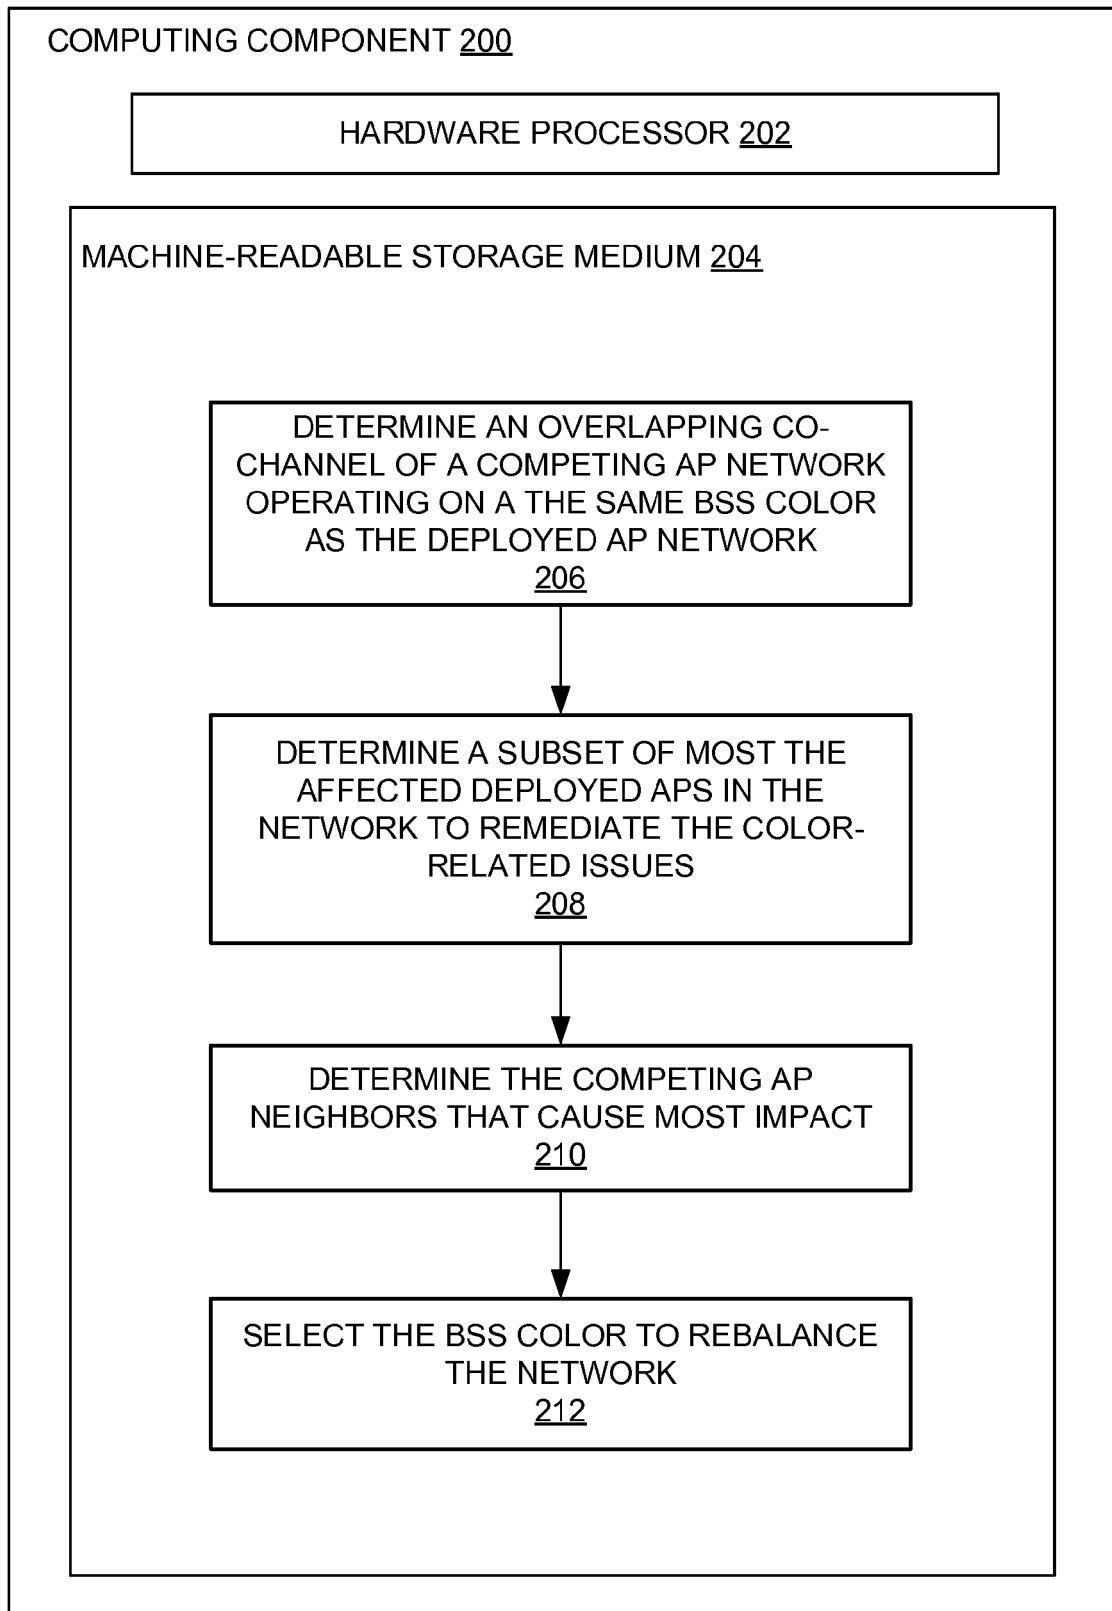 COMPUTING COMPONENT 200
HARDWARE PROCESSOR 202
MACHINE-READABLE STORAGE MEDIUM 204
DETERMINE AN OVERLAPPING CO-
CHANNEL OF A COMPETING AP NETWORK
OPERATING ON A THE SAME BSS COLOR
AS THE DEPLOYED AP NETWORK
206
DETERMINE A SUBSET OF MOST THE
AFFECTED DEPLOYED APS IN THE
NETWORK TO REMEDIATE THE COLOR-
RELATED ISSUES
208
DETERMINE THE COMPETING AP
NEIGHBORS THAT CAUSE MOST IMPACT
210
SELECT THE BSS COLOR TO REBALANCE
THE NETWORK
212